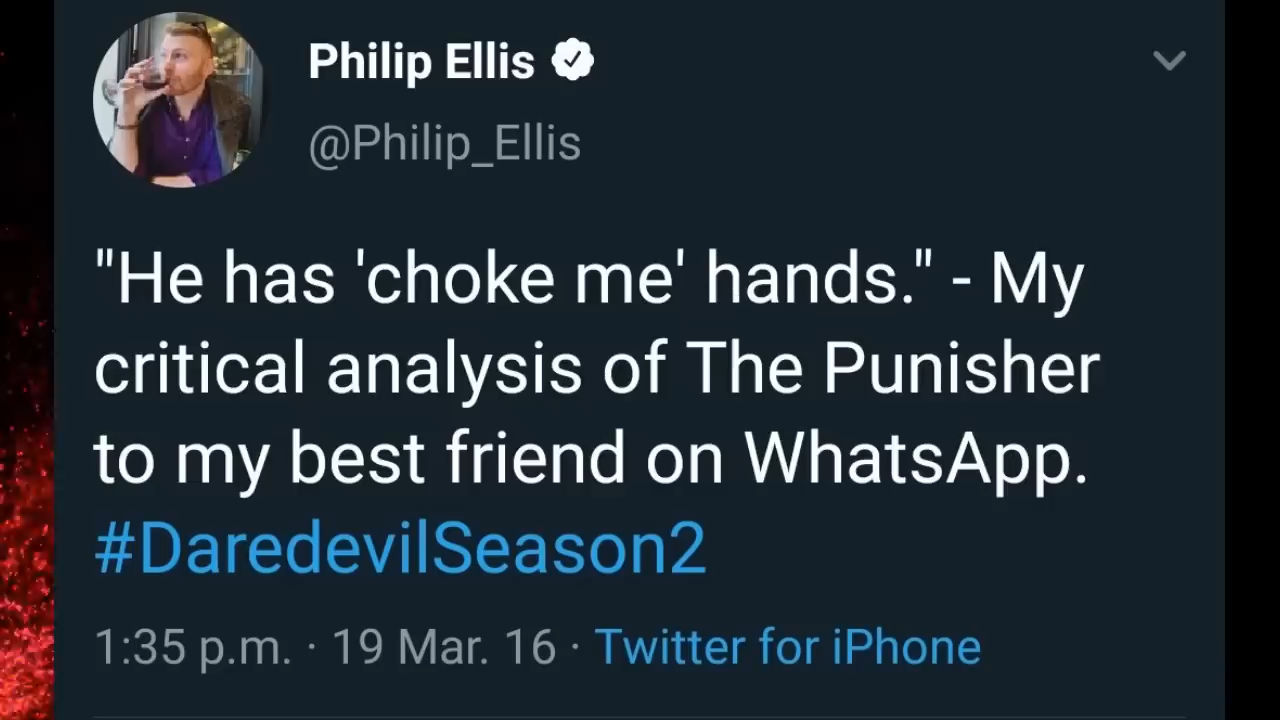 Philip Ellis
@Philip_Ellis
"He has 'choke me' hands." - My
critical analysis of The Punisher
to my best friend on WhatsApp.
#DaredevilSeason2
1:35 p.m. · 19 Mar. 16 · Twitter for iPhone